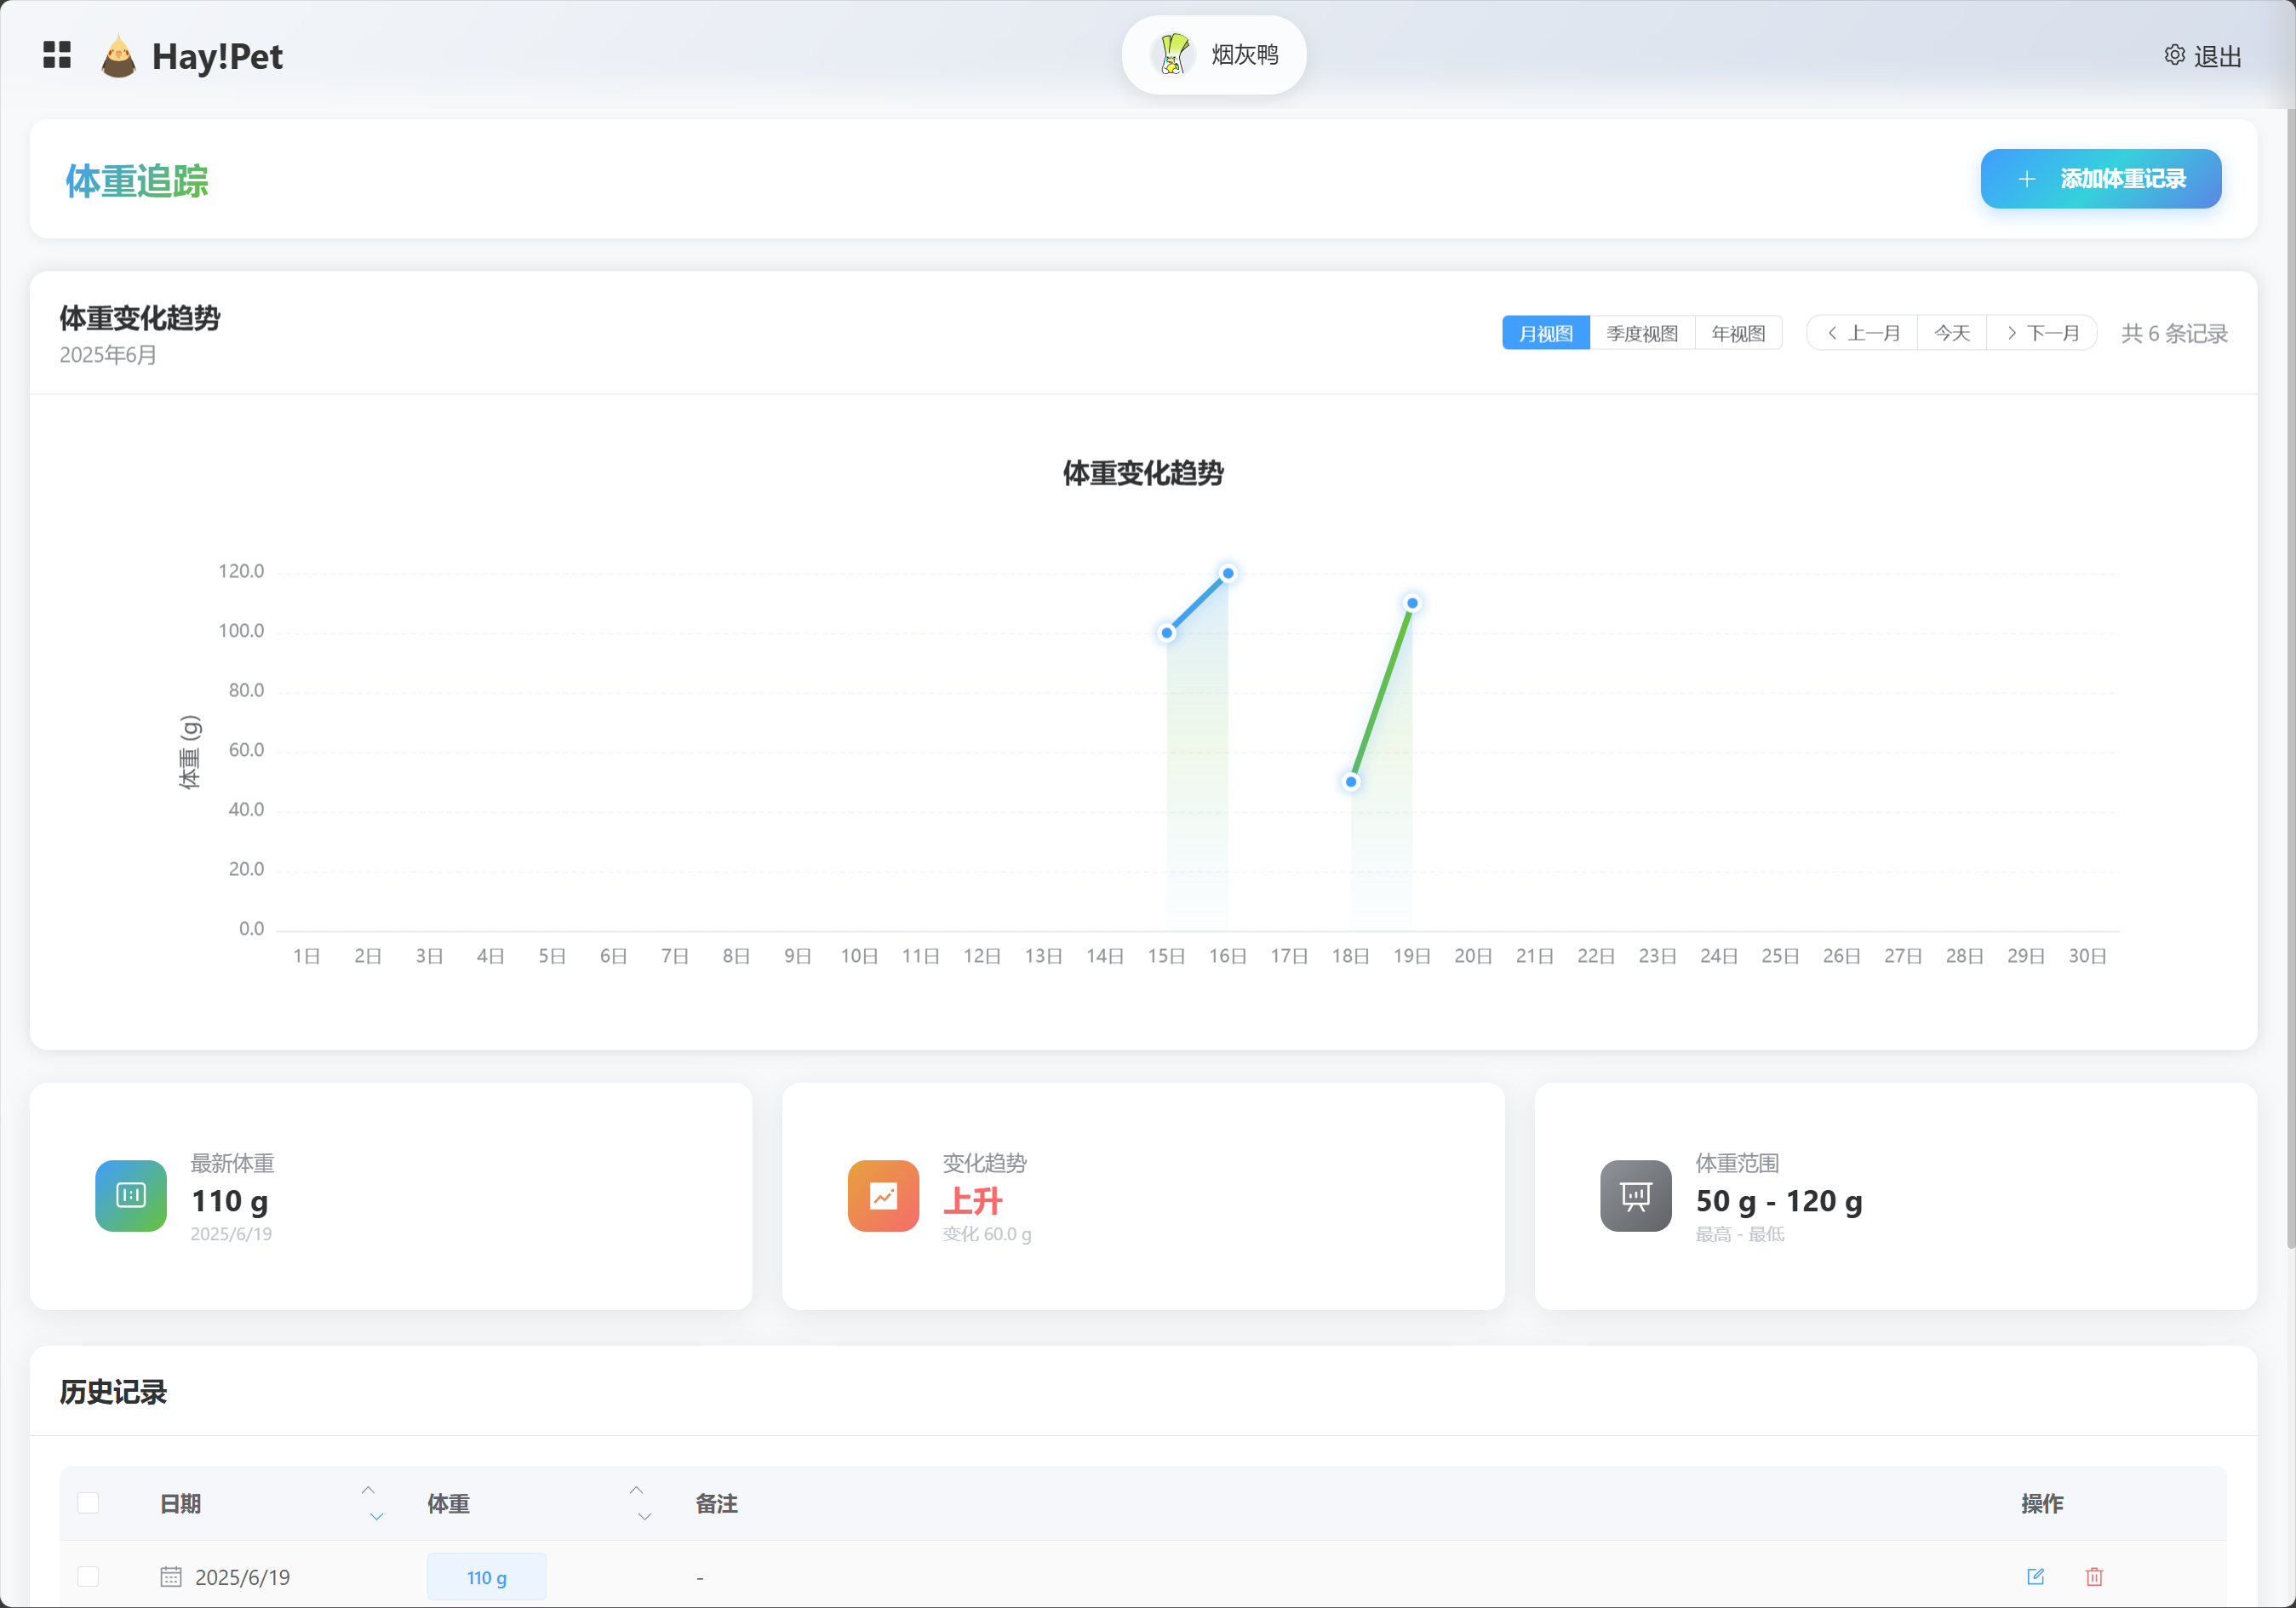 Hay!Pet
烟灰鸭
退出
体重追踪
添加体重记录
体重变化趋势
2025年6月
月视图 季度视图 年视图 上一月 今天 下一月 共 6 条记录
体重变化趋势
体重 (g)
120.0
100.0
80.0
60.0
40.0
20.0
0.0
1日 2日 3日 4日 5日 6日 7日 8日 9日 10日 11日 12日 13日 14日 15日 16日 17日 18日 19日 20日 21日 22日 23日 24日 25日 26日 27日 28日 29日 30日
最新体重
110 g
2025/6/19
变化趋势
上升
变化 60.0 g
体重范围
50 g - 120 g
最高 - 最低
历史记录
日期 体重 备注 操作
2025/6/19 110 g -